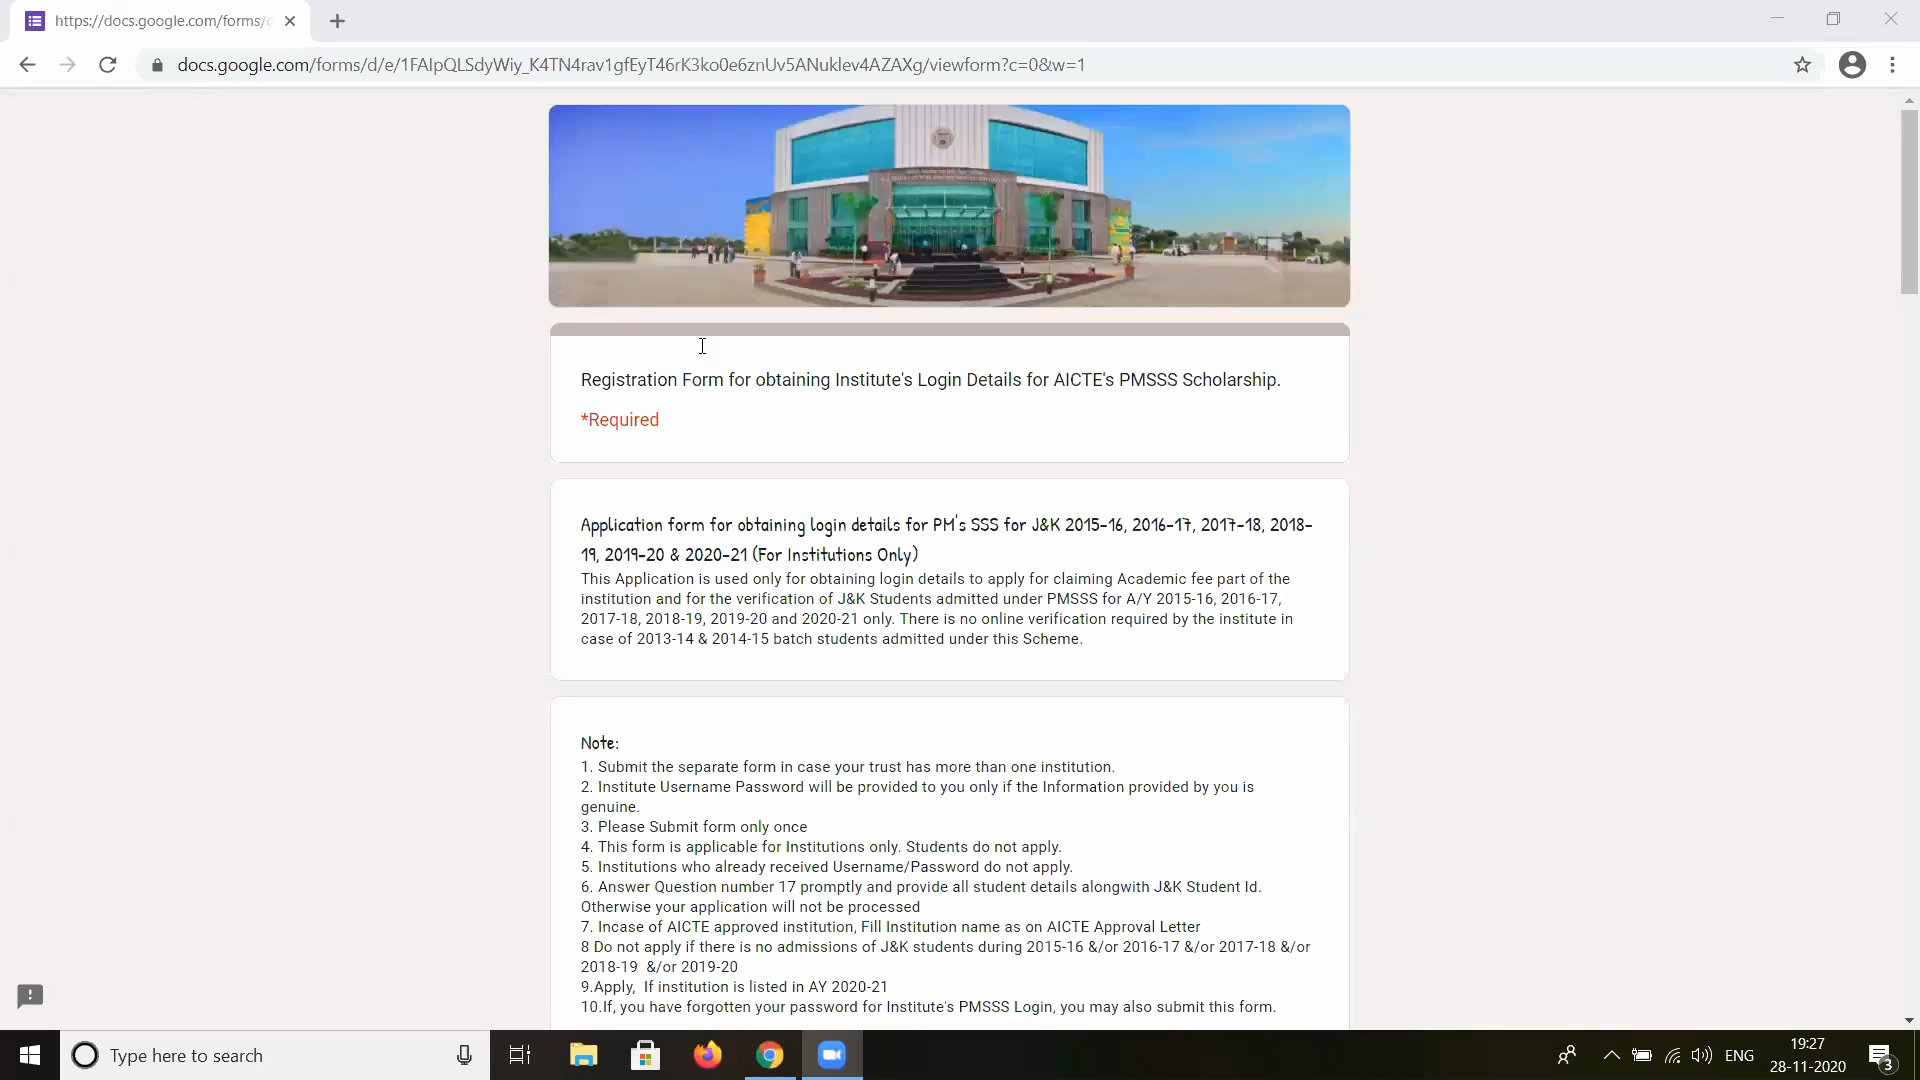 https://docs.google.com/forms/d
docs.google.com/forms/d/e/1FAIpQLSdyWiy_K4TN4rav1gfEyT46rK3ko0e6znUv5ANuklev4AZAXg/viewform?c=0&w=1
Registration Form for obtaining Institute's Login Details for AICTE's PMSSS Scholarship.
*Required
Application form for obtaining login details for PM's SSS for J&K 2015-16, 2016-17, 2017-18, 2018-
19, 2019-20 & 2020-21 (For Institutions Only)
This Application is used only for obtaining login details to apply for claiming Academic fee part of the
institution and for the verification of J&K Students admitted under PMSSS for A/Y 2015-16, 2016-17,
2017-18, 2018-19, 2019-20 and 2020-21 only. There is no online verification required by the institute in
case of 2013-14 & 2014-15 batch students admitted under this Scheme.
Note:
1. Submit the separate form in case your trust has more than one institution.
2. Institute Username Password will be provided to you only if the Information provided by you is
genuine.
3. Please Submit form only once
4. This form is applicable for Institutions only. Students do not apply.
5. Institutions who already received Username/Password do not apply.
6. Answer Question number 17 promptly and provide all student details alongwith J&K Student Id.
Otherwise your application will not be processed
7. Incase of AICTE approved institution, Fill Institution name as on AICTE Approval Letter
8 Do not apply if there is no admissions of J&K students during 2015-16 &/or 2016-17 &/or 2017-18 &/or
2018-19 &/or 2019-20
9.Apply, If institution is listed in AY 2020-21
10.If, you have forgotten your password for Institute's PMSSS Login, you may also submit this form.
Type here to search
ENG
19:27
28-11-2020
3